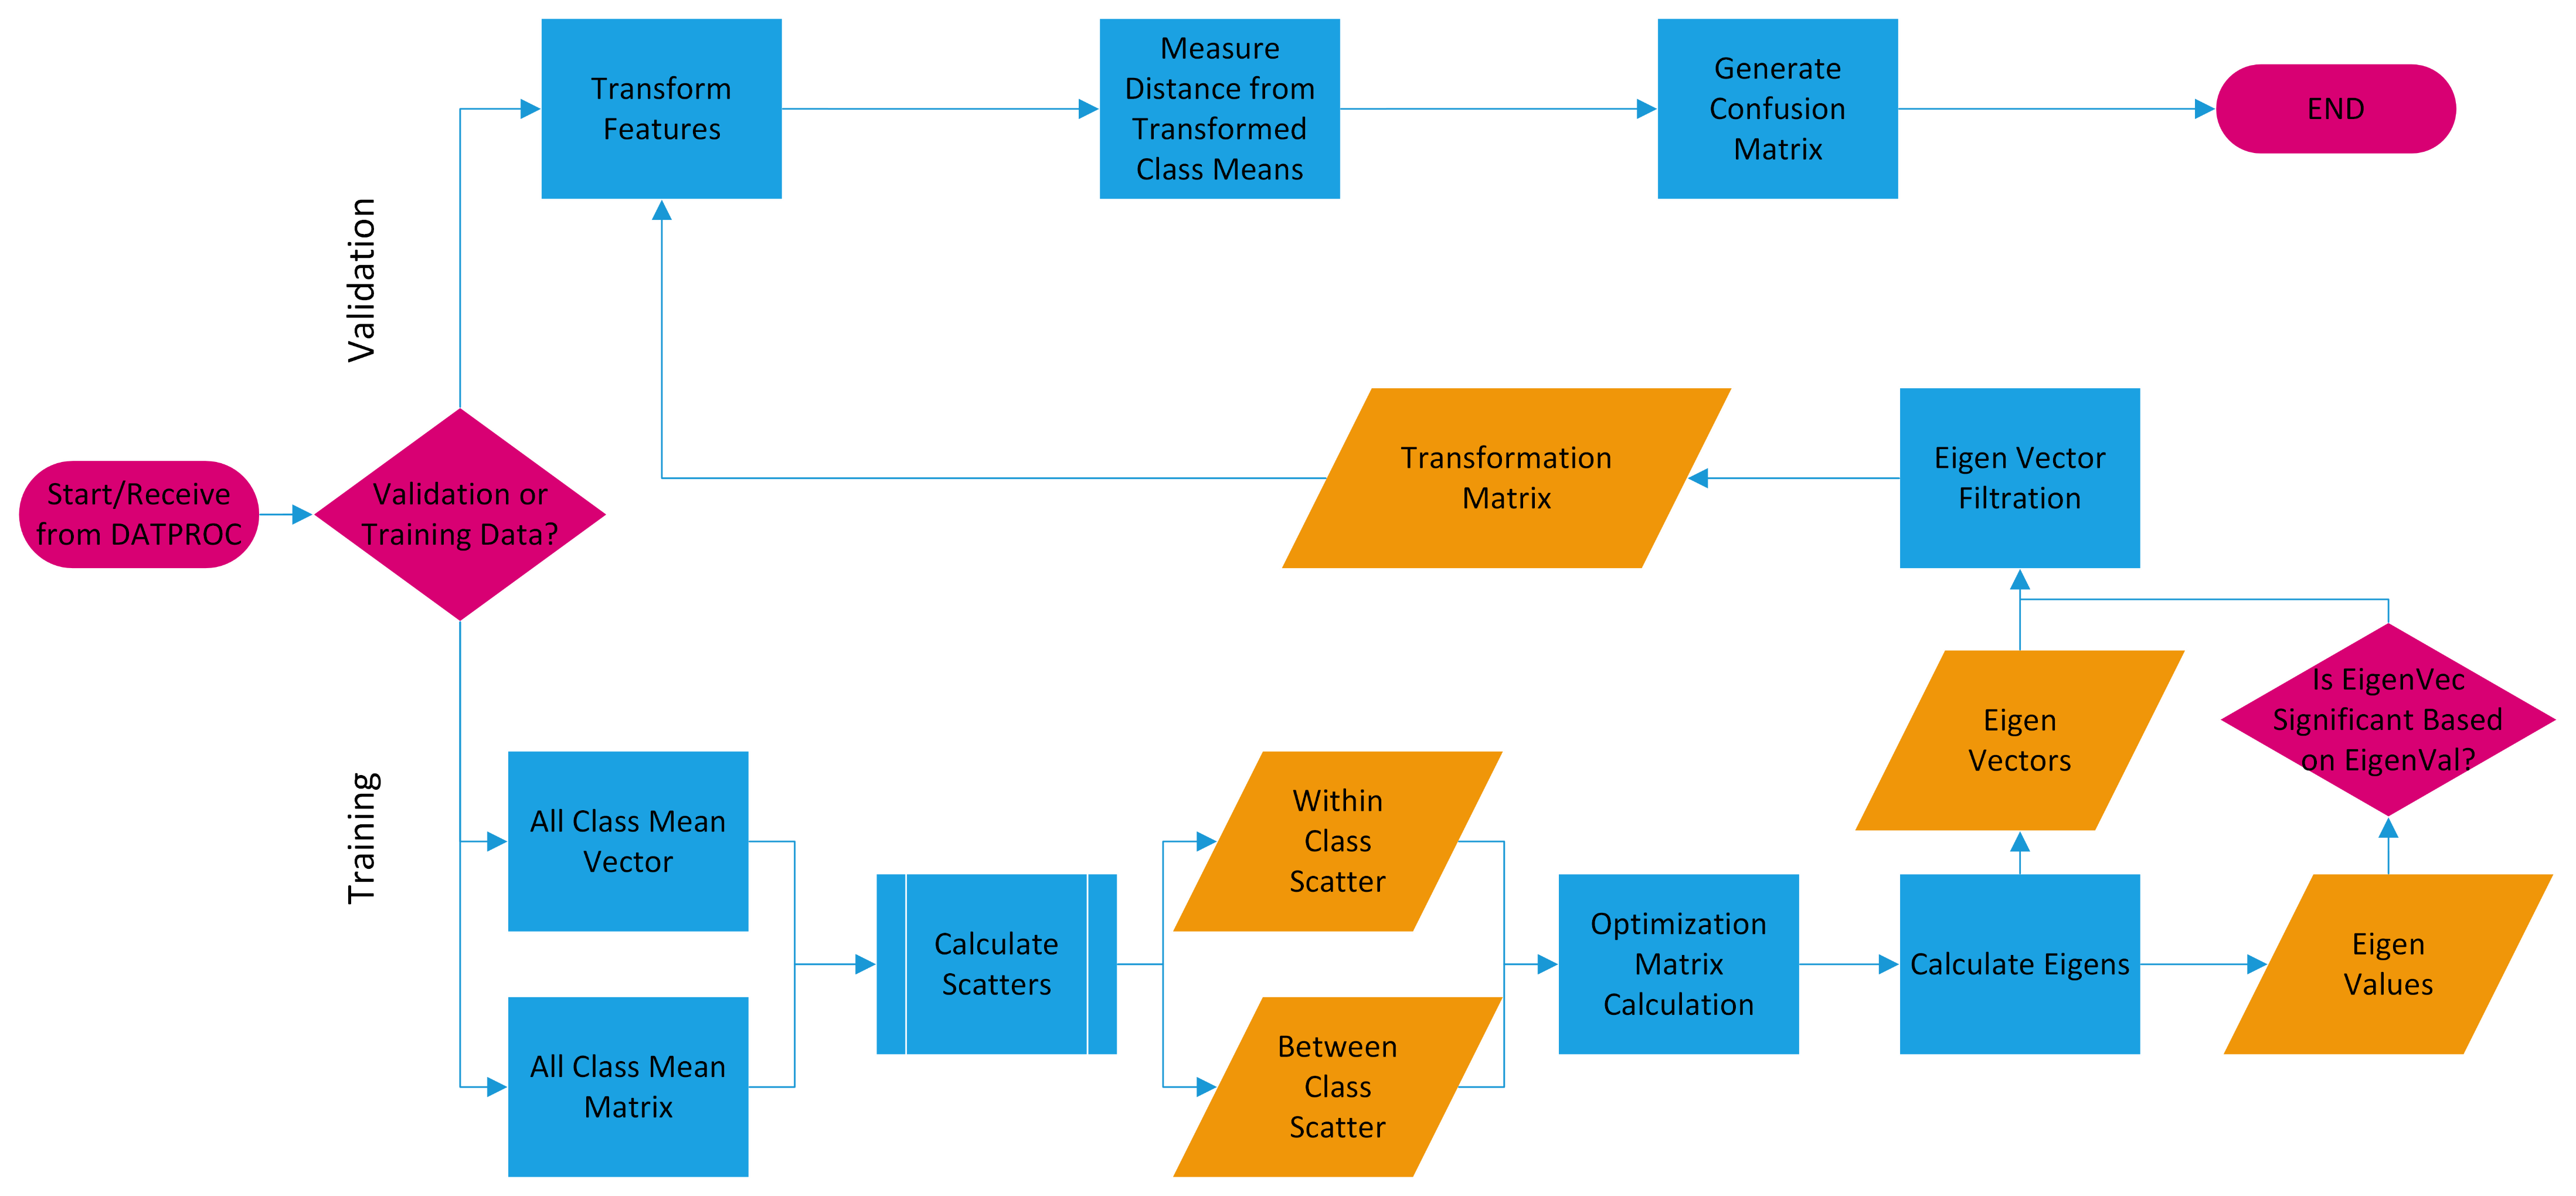 Transform
Features
Measure
Distance from
Transformed
Class Means
Generate
Confusion
Matrix
END
Validation
Start/Receive
from DATPROC
Validation or
Training Data?
Transformation
Matrix
Eigen Vector
Filtration
Training
All Class Mean
Vector
All Class Mean
Matrix
Calculate
Scatters
Within
Class
Scatter
Between
Class
Scatter
Optimization
Matrix
Calculation
Calculate Eigens
Eigen
Vectors
Is EigenVec
Significant Based
on EigenVal?
Eigen
Values